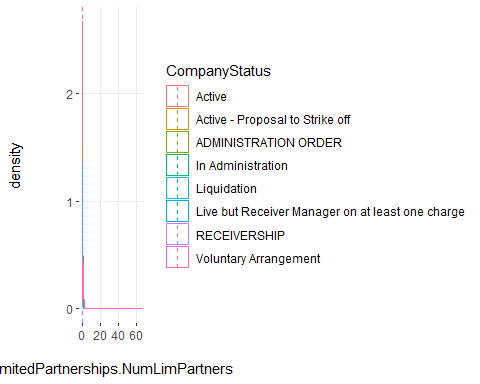 density
2
1
0
0 20 40 60
mitedPartnerships.NumLimPartners
CompanyStatus
Active
Active - Proposal to Strike off
ADMINISTRATION ORDER
In Administration
Liquidation
Live but Receiver Manager on at least one charge
RECEIVERSHIP
Voluntary Arrangement